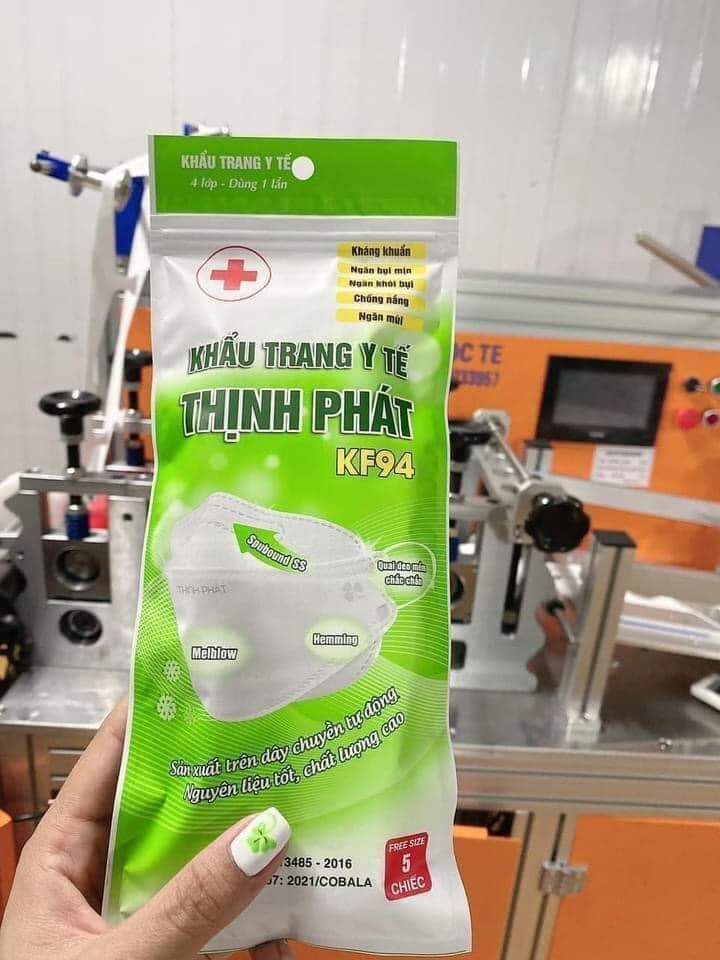 KHẨU TRANG Y TẾ
4 lớp - Dùng 1 lần
Kháng khuẩn
Ngăn bụi mịn
Ngăn khói bụi
Chống nắng
Ngăn mùi
KHẨU TRANG Y TẾ
THỊNH PHÁT
KF94
Spubound SS
Quai đeo mềm
chắc chắn
THỊNH PHÁT
Hemming
Melblow
Sản xuất trên dây chuyền tự động
Nguyên liệu tốt, chất lượng cao
3485 - 2016
7: 2021/COBALA
FREE SIZE
5
CHIẾC
TE